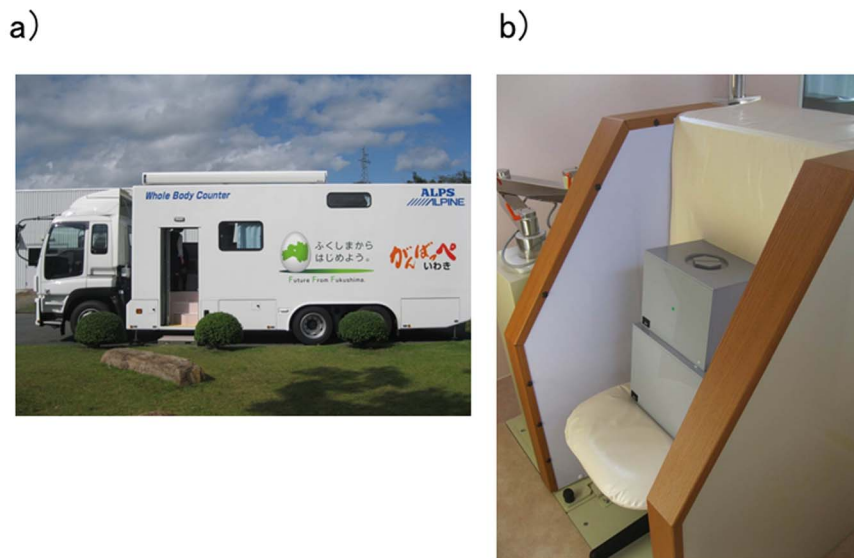 a)
b)
Whole Body Counter
ALPS
ALPINE
ふくしまから
はじめよう。
Future From Fukushima.
がんばっぺ
いわき